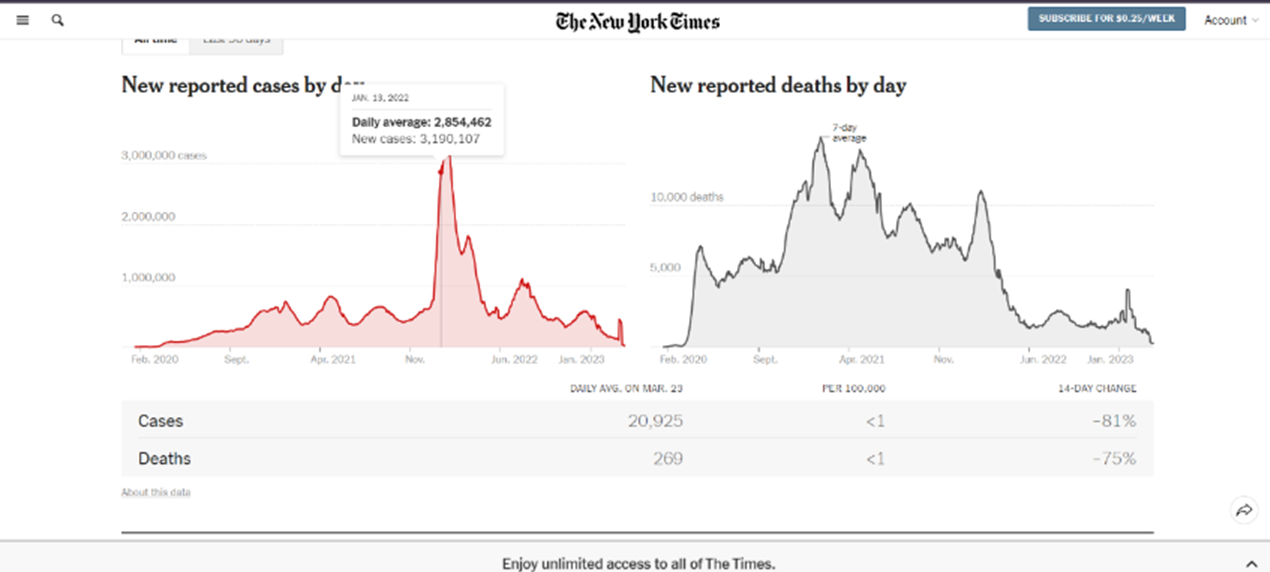 The New York Times
SUBSCRIBE FOR $0.25/WEEK
Account
All time
Last 90 days
New reported cases by day
JAN. 13, 2022
Daily average: 2,854,462
New cases: 3,190,107
3,000,000 cases
2,000,000
1,000,000
Feb. 2020 Sept. Apr. 2021 Nov. Jun. 2022 Jan. 2023
New reported deaths by day
7-day
average
10,000 deaths
5,000
Feb. 2020 Sept. Apr. 2021 Nov. Jun. 2022 Jan. 2023
DAILY AVG. ON MAR. 23 PER 100,000 14-DAY CHANGE
Cases 20,925 <1 –81%
Deaths 269 <1 –75%
About this data
Enjoy unlimited access to all of The Times.